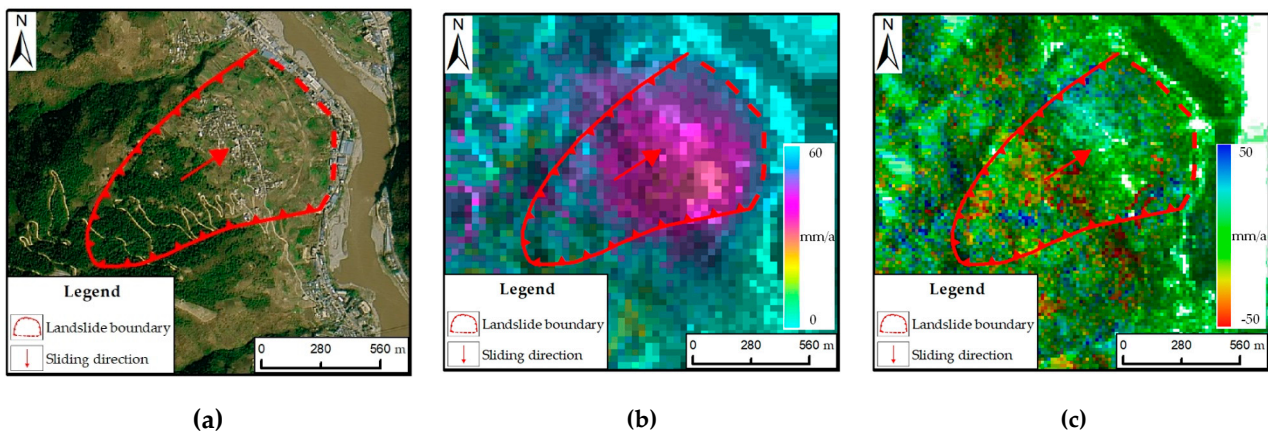 N
Legend
Landslide boundary
Sliding direction
0 280 560 m
(a)
N
60
mm/a
0
Legend
Landslide boundary
Sliding direction
0 280 560 m
(b)
N
50
mm/a
-50
Legend
Landslide boundary
Sliding direction
0 280 560 m
(c)